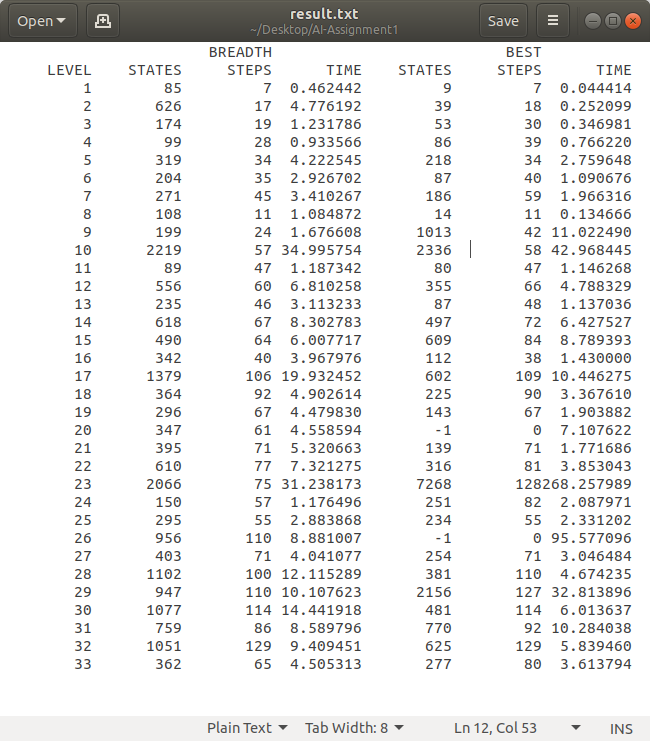 Open result.txt Save
~/Desktop/AI-Assignment1
BREADTH BEST
LEVEL STATES STEPS TIME STATES STEPS TIME
1 85 7 0.462442 9 7 0.044414
2 626 17 4.776192 39 18 0.252099
3 174 19 1.231786 53 30 0.346981
4 99 28 0.933566 86 39 0.766220
5 319 34 4.222545 218 34 2.759648
6 204 35 2.926702 87 40 1.090676
7 271 45 3.410267 186 59 1.966316
8 108 11 1.084872 14 11 0.134666
9 199 24 1.676608 1013 42 11.022490
10 2219 57 34.995754 2336 58 42.968445
11 89 47 1.187342 80 47 1.146268
12 556 60 6.810258 355 66 4.788329
13 235 46 3.113233 87 48 1.137036
14 618 67 8.302783 497 72 6.427527
15 490 64 6.007717 609 84 8.789393
16 342 40 3.967976 112 38 1.430000
17 1379 106 19.932452 602 109 10.446275
18 364 92 4.902614 225 90 3.367610
19 296 67 4.479830 143 67 1.903882
20 347 61 4.558594 -1 0 7.107622
21 395 71 5.320663 139 71 1.771686
22 610 77 7.321275 316 81 3.853043
23 2066 75 31.238173 7268 128268.257989
24 150 57 1.176496 251 82 2.087971
25 295 55 2.883868 234 55 2.331202
26 956 110 8.881007 -1 0 95.577096
27 403 71 4.041077 254 71 3.046484
28 1102 100 12.115289 381 110 4.674235
29 947 110 10.107623 2156 127 32.813896
30 1077 114 14.441918 481 114 6.013637
31 759 86 8.589796 770 92 10.284038
32 1051 129 9.409451 625 129 5.839460
33 362 65 4.505313 277 80 3.613794
Plain Text Tab Width: 8 Ln 12, Col 53 INS